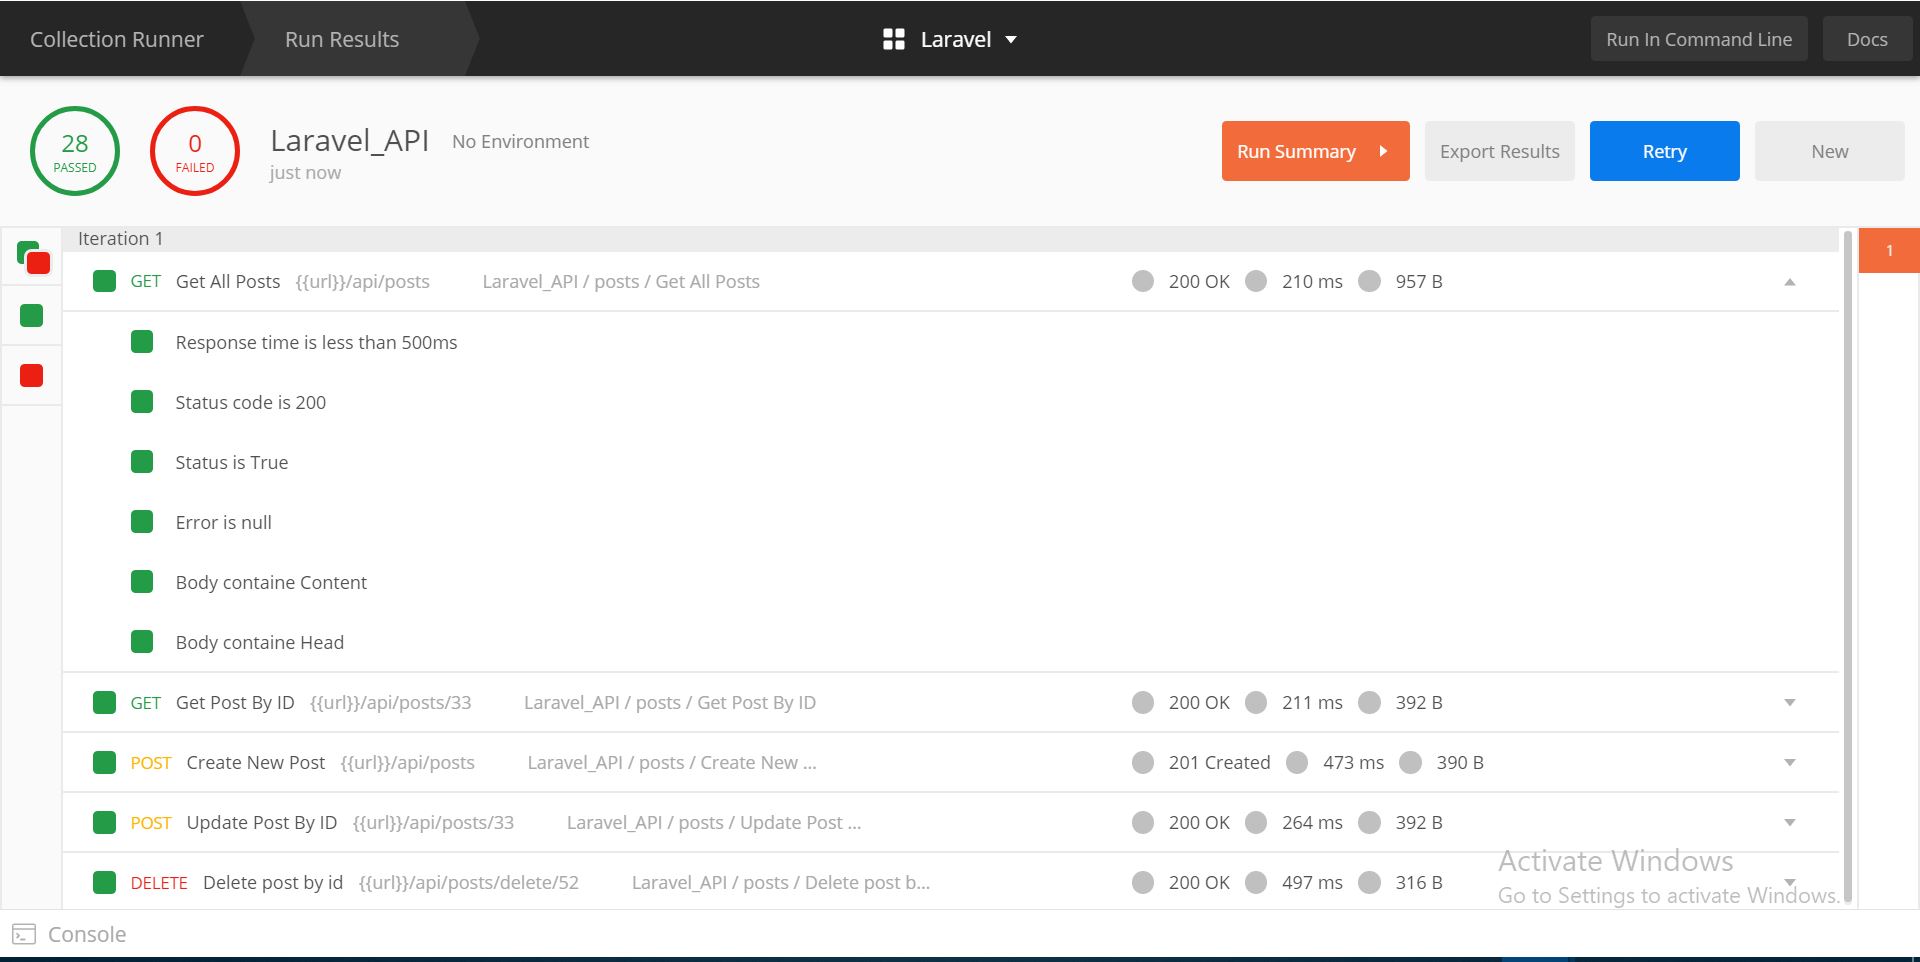 Collection Runner Run Results Laravel Run In Command Line Docs
28 PASSED
0 FAILED
Laravel_API No Environment
just now
Run Summary Export Results Retry New
Iteration 1
1
GET Get All Posts {{url}}/api/posts Laravel_API / posts / Get All Posts 200 OK 210 ms 957 B
Response time is less than 500ms
Status code is 200
Status is True
Error is null
Body containe Content
Body containe Head
GET Get Post By ID {{url}}/api/posts/33 Laravel_API / posts / Get Post By ID 200 OK 211 ms 392 B
POST Create New Post {{url}}/api/posts Laravel_API / posts / Create New ... 201 Created 473 ms 390 B
POST Update Post By ID {{url}}/api/posts/33 Laravel_API / posts / Update Post ... 200 OK 264 ms 392 B
DELETE Delete post by id {{url}}/api/posts/delete/52 Laravel_API / posts / Delete post b... 200 OK 497 ms 316 B
Activate Windows
Go to Settings to activate Windows.
Console